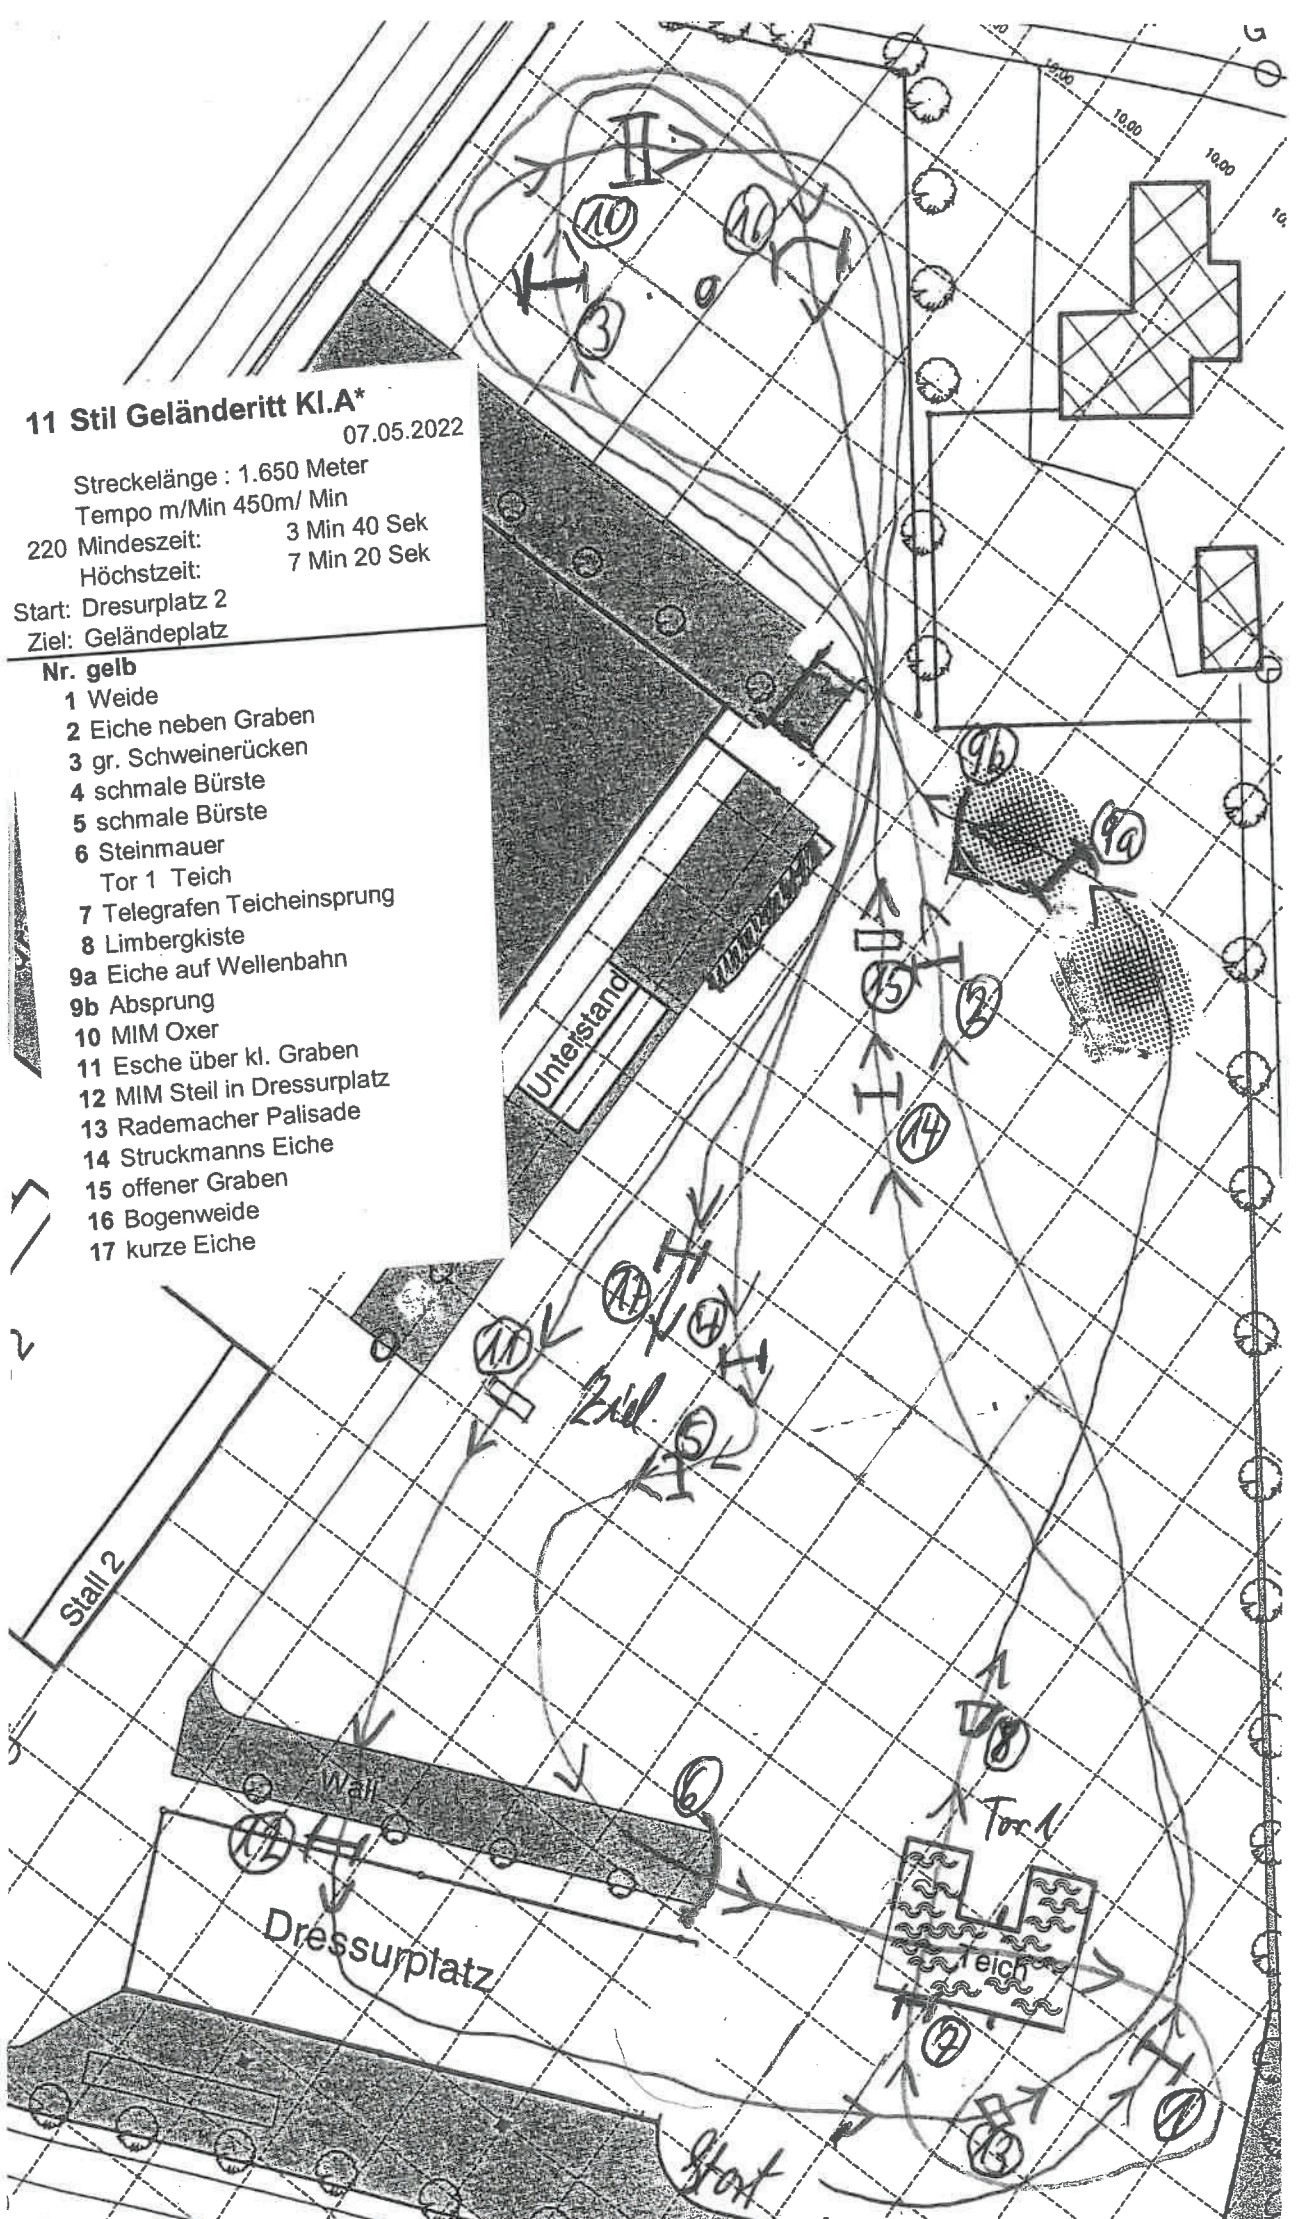 G
10,00
10,00
10,00
10
16
9
3
11 Stil Geländeritt Kl.A*
07.05.2022
Streckelänge : 1.650 Meter
Tempo m/Min 450m/ Min
220 Mindeszeit: 3 Min 40 Sek
Höchstzeit: 7 Min 20 Sek
Start: Dresurplatz 2
Ziel: Geländeplatz
Nr. gelb
1 Weide
2 Eiche neben Graben
3 gr. Schweinerücken
4 schmale Bürste
5 schmale Bürste
6 Steinmauer
Tor 1 Teich
7 Telegrafen Teicheinsprung
8 Limbergkiste
9a Eiche auf Wellenbahn
9b Absprung
10 MIM Oxer
11 Esche über kl. Graben
12 MIM Steil in Dressurplatz
13 Rademacher Palisade
14 Struckmanns Eiche
15 offener Graben
16 Bogenweide
17 kurze Eiche
9b
9a
15
2
Unterstand
14
17
4
11
Ziel.
5
2
Stall 2
8
6
Wall
Tor 1
12
Dressurplatz
Teich
7
1
13
Start